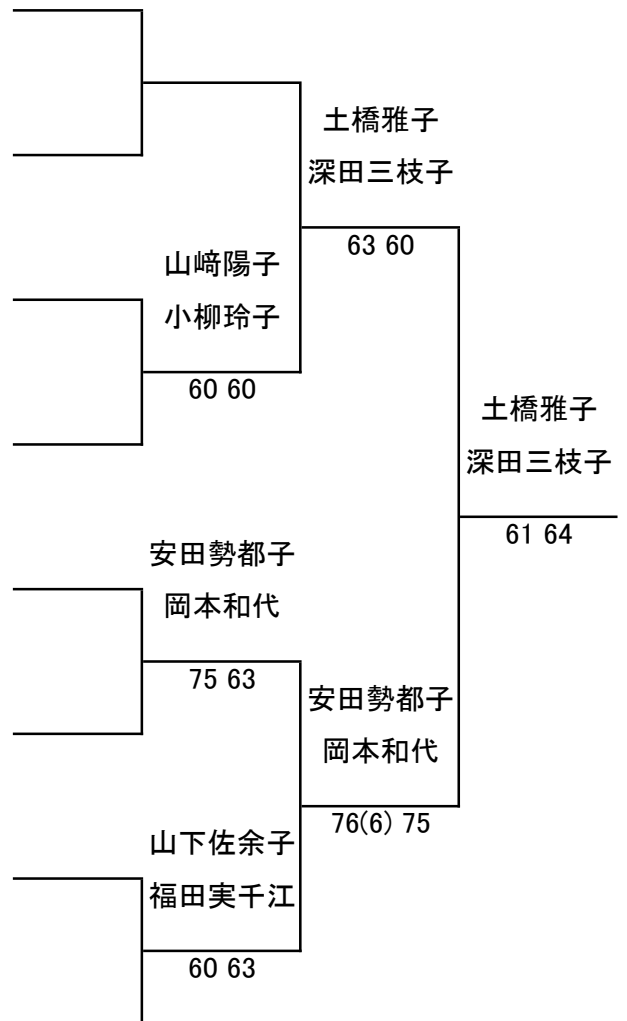 土橋雅子
深田三枝子
63 60
山﨑陽子
小柳玲子
60 60
土橋雅子
深田三枝子
61 64
安田勢都子
岡本和代
75 63
安田勢都子
岡本和代
76(6) 75
山下佐余子
福田実千江
60 63